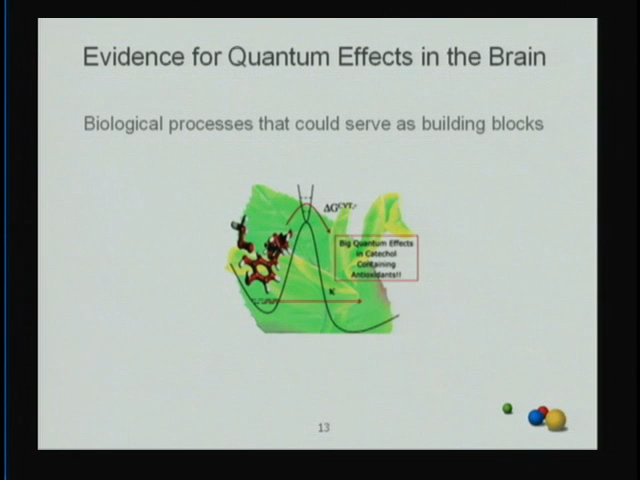 Evidence for Quantum Effects in the Brain
Biological processes that could serve as building blocks
Big Quantum Effects
in Catechol
Containing
Antioxidants!!
κ
13